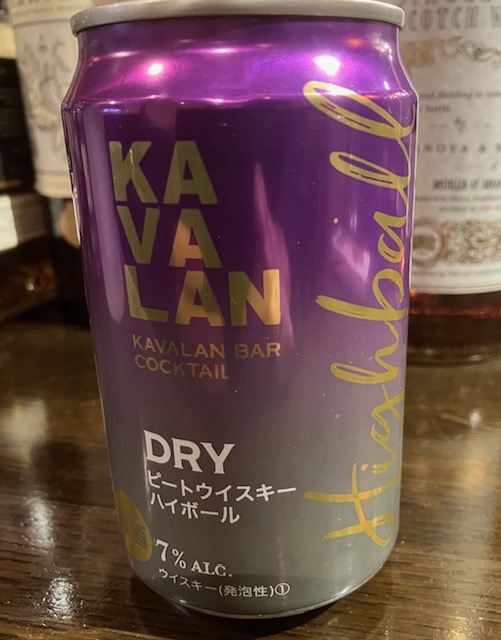 KA
VA
LAN
KAVALAN BAR
COCKTAIL
Highball
DRY
ピートウイスキー
ハイボール
7% ALC.
ウイスキー(発泡性)①
SCOTCH